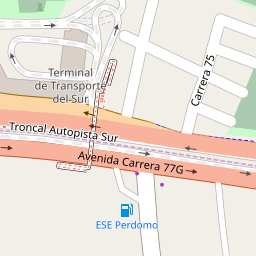 Carrera 75
Terminal
de Transporte
del Sur
Troncal Autopista Sur
Avenida Carrera 77G
ESE Perdomo